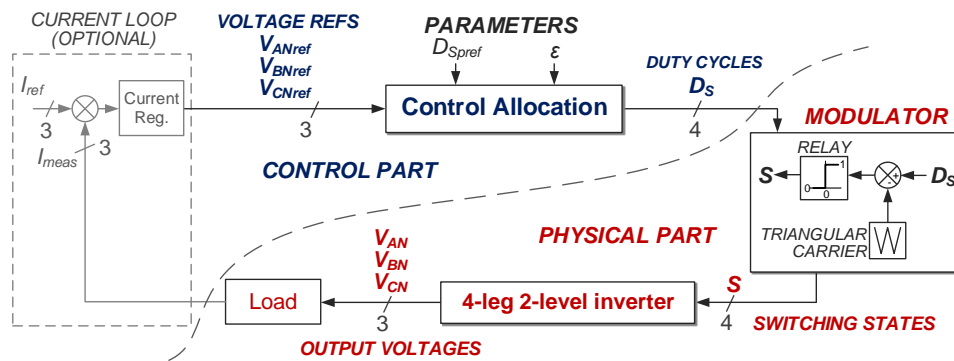 CURRENT LOOP
(OPTIONAL)
VOLTAGE REFS
V_ANref
V_BNref
V_CNref
PARAMETERS
D_Spref
ε
DUTY CYCLES
D_S
I_ref
3
Current
Reg.
3
Control Allocation
4
I_meas
3
CONTROL PART
MODULATOR
RELAY
S
1
0
0
+
-
D_S
TRIANGULAR
CARRIER
PHYSICAL PART
V_AN
V_BN
V_CN
Load
3
4-leg 2-level inverter
S
4
SWITCHING STATES
OUTPUT VOLTAGES